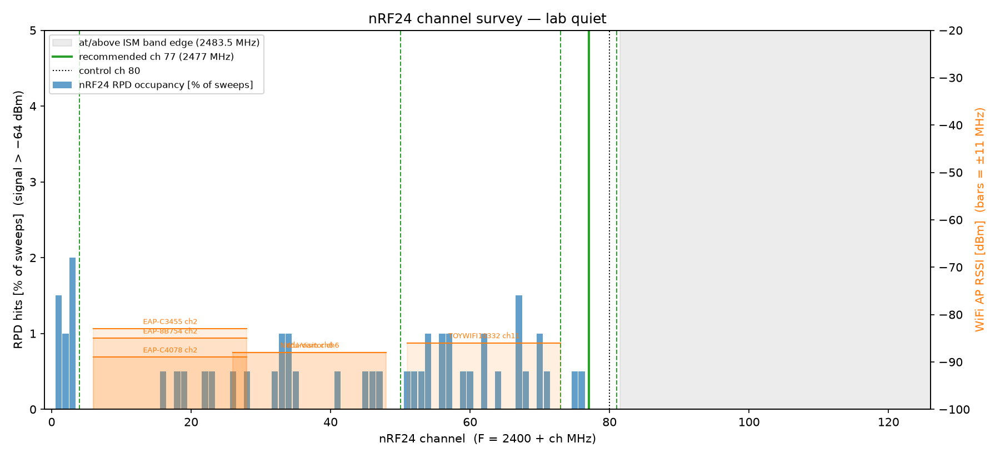 nRF24 channel survey — lab quiet
at/above ISM band edge (2483.5 MHz)
recommended ch 77 (2477 MHz)
control ch 80
nRF24 RPD occupancy [% of sweeps]
RPD hits [% of sweeps]  (signal > −64 dBm)
5
4
3
2
1
0
EAP-C3455 ch2
EAP-8B754 ch2
EAP-C4078 ch2
ch11
−20
−30
−40
−50
−60
−70
−80
−90
−100
WiFi AP RSSI [dBm]  (bars = ±11 MHz)
0
20
40
60
80
100
120
nRF24 channel  (F = 2400 + ch MHz)